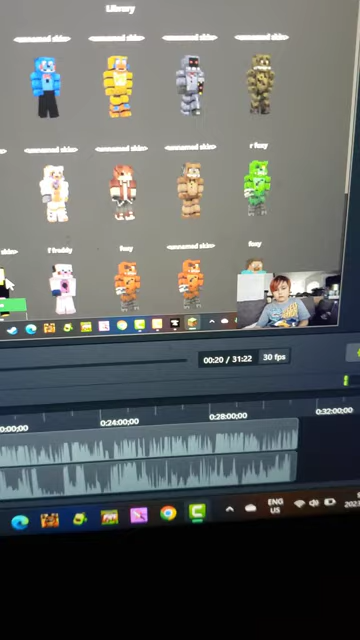 Library
<unnamed skin>
<unnamed skin>
<unnamed skin>
<unnamed skin>
<unnamed skin>
<unnamed skin>
<unnamed skin>
r foxy
skin>
f freddy
foxy
<unnamed skin>
foxy
00:20 / 31:22
30 fps
0:00;00
0:24:00;00
0:28:00;00
0:32:00;00
ENG
US